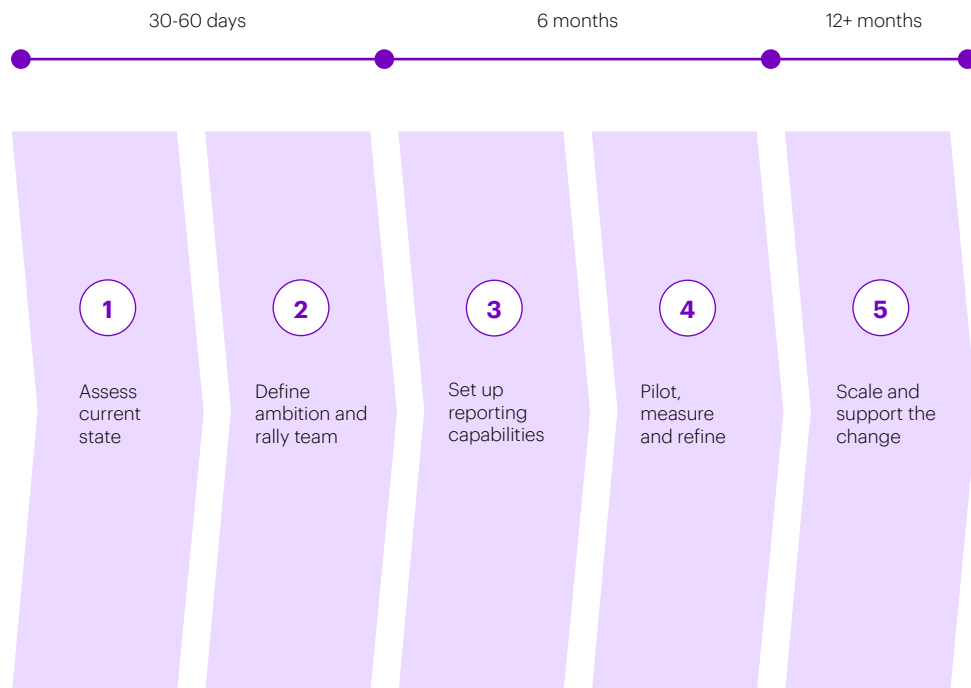 30-60 days
6 months
12+ months
1
2
3
4
5
Assess
current
state
Define
ambition and
rally team
Set up
reporting
capabilities
Pilot,
measure
and refine
Scale and
support the
change